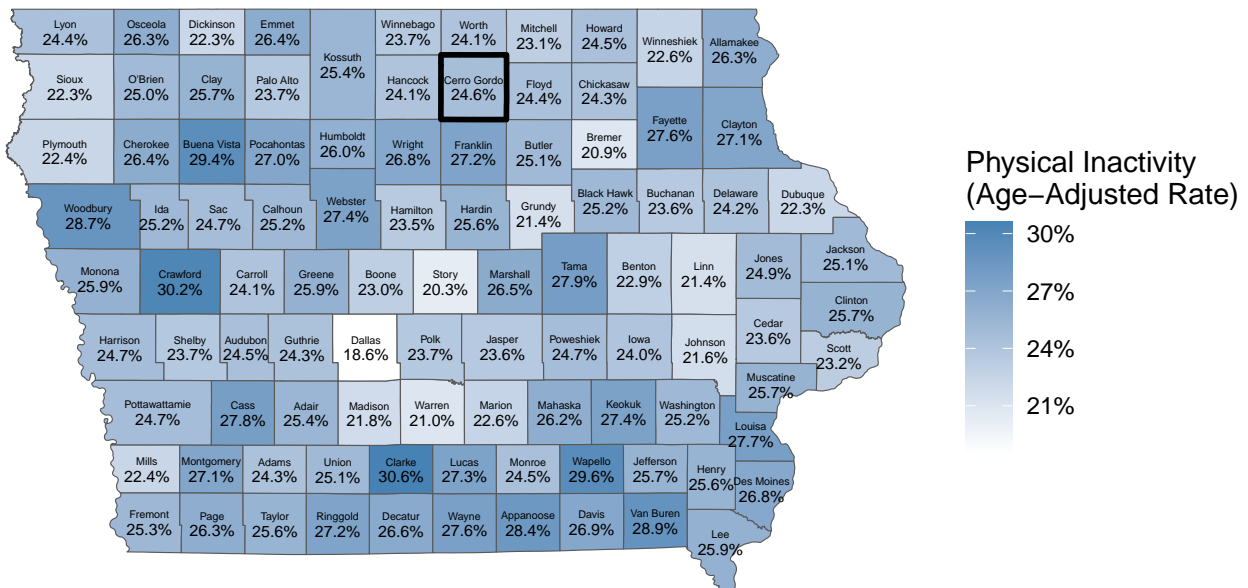 Lyon
24.4%
Osceola
26.3%
Dickinson
22.3%
Emmet
26.4%
Kossuth
25.4%
Winnebago
23.7%
Worth
24.1%
Mitchell
23.1%
Howard
24.5%
Winneshiek
22.6%
Allamakee
26.3%
Sioux
22.3%
O'Brien
25.0%
Clay
25.7%
Palo Alto
23.7%
Hancock
24.1%
Cerro Gordo
24.6%
Floyd
24.4%
Chickasaw
24.3%
Fayette
27.6%
Clayton
27.1%
Plymouth
22.4%
Cherokee
26.4%
Buena Vista
29.4%
Pocahontas
27.0%
Humboldt
26.0%
Wright
26.8%
Franklin
27.2%
Butler
25.1%
Bremer
20.9%
Woodbury
28.7%
Ida
25.2%
Sac
24.7%
Calhoun
25.2%
Webster
27.4%
Hamilton
23.5%
Hardin
25.6%
Grundy
21.4%
Black Hawk
25.2%
Buchanan
23.6%
Delaware
24.2%
Dubuque
22.3%
Monona
25.9%
Crawford
30.2%
Carroll
24.1%
Greene
25.9%
Boone
23.0%
Story
20.3%
Marshall
26.5%
Tama
27.9%
Benton
22.9%
Linn
21.4%
Jones
24.9%
Jackson
25.1%
Clinton
25.7%
Harrison
24.7%
Shelby
23.7%
Audubon
24.5%
Guthrie
24.3%
Dallas
18.6%
Polk
23.7%
Jasper
23.6%
Poweshiek
24.7%
Iowa
24.0%
Johnson
21.6%
Cedar
23.6%
Scott
23.2%
Muscatine
25.7%
Pottawattamie
24.7%
Cass
27.8%
Adair
25.4%
Madison
21.8%
Warren
21.0%
Marion
22.6%
Mahaska
26.2%
Keokuk
27.4%
Washington
25.2%
Louisa
27.7%
Mills
22.4%
Montgomery
27.1%
Adams
24.3%
Union
25.1%
Clarke
30.6%
Lucas
27.3%
Monroe
24.5%
Wapello
29.6%
Jefferson
25.7%
Henry
25.6%
Des Moines
26.8%
Fremont
25.3%
Page
26.3%
Taylor
25.6%
Ringgold
27.2%
Decatur
26.6%
Wayne
27.6%
Appanoose
28.4%
Davis
26.9%
Van Buren
28.9%
Lee
25.9%
Physical Inactivity
(Age−Adjusted Rate)
30%
27%
24%
21%